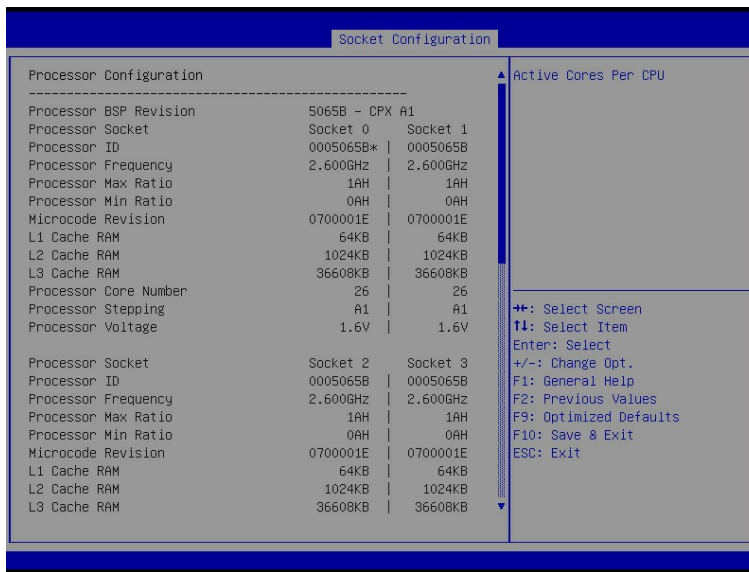 Socket Configuration
Processor Configuration
--------------------------------------------------
Processor BSP Revision 5065B - CPX A1
Processor Socket Socket 0 Socket 1
Processor ID 0005065B* | 0005065B
Processor Frequency 2.600GHz | 2.600GHz
Processor Max Ratio 1AH | 1AH
Processor Min Ratio 0AH | 0AH
Microcode Revision 0700001E | 0700001E
L1 Cache RAM 64KB | 64KB
L2 Cache RAM 1024KB | 1024KB
L3 Cache RAM 36608KB | 36608KB
Processor Core Number 26 | 26
Processor Stepping A1 | A1
Processor Voltage 1.6V | 1.6V
Processor Socket Socket 2 Socket 3
Processor ID 0005065B | 0005065B
Processor Frequency 2.600GHz | 2.600GHz
Processor Max Ratio 1AH | 1AH
Processor Min Ratio 0AH | 0AH
Microcode Revision 0700001E | 0700001E
L1 Cache RAM 64KB | 64KB
L2 Cache RAM 1024KB | 1024KB
L3 Cache RAM 36608KB | 36608KB
Active Cores Per CPU
→←: Select Screen
↑↓: Select Item
Enter: Select
+/-: Change Opt.
F1: General Help
F2: Previous Values
F9: Optimized Defaults
F10: Save & Exit
ESC: Exit